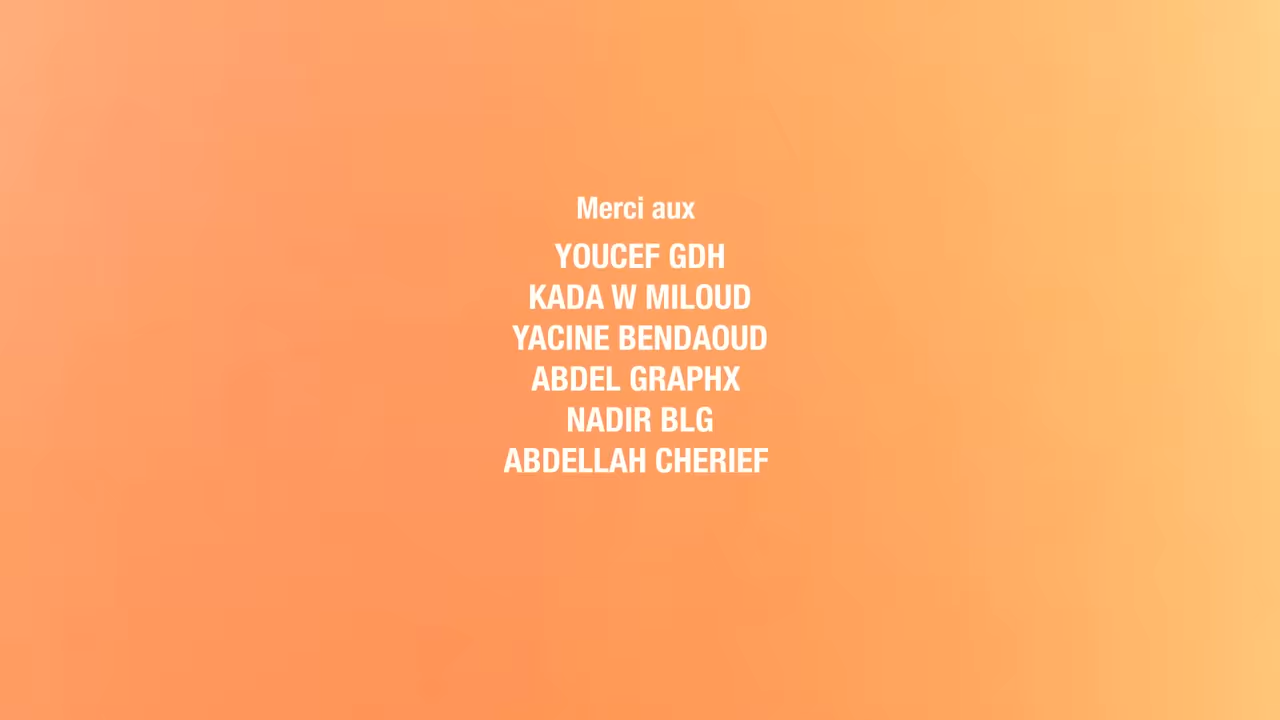 Merci aux
YOUCEF GDH
KADA W MILOUD
YACINE BENDAOUD
ABDEL GRAPHX
NADIR BLG
ABDELLAH CHERIEF